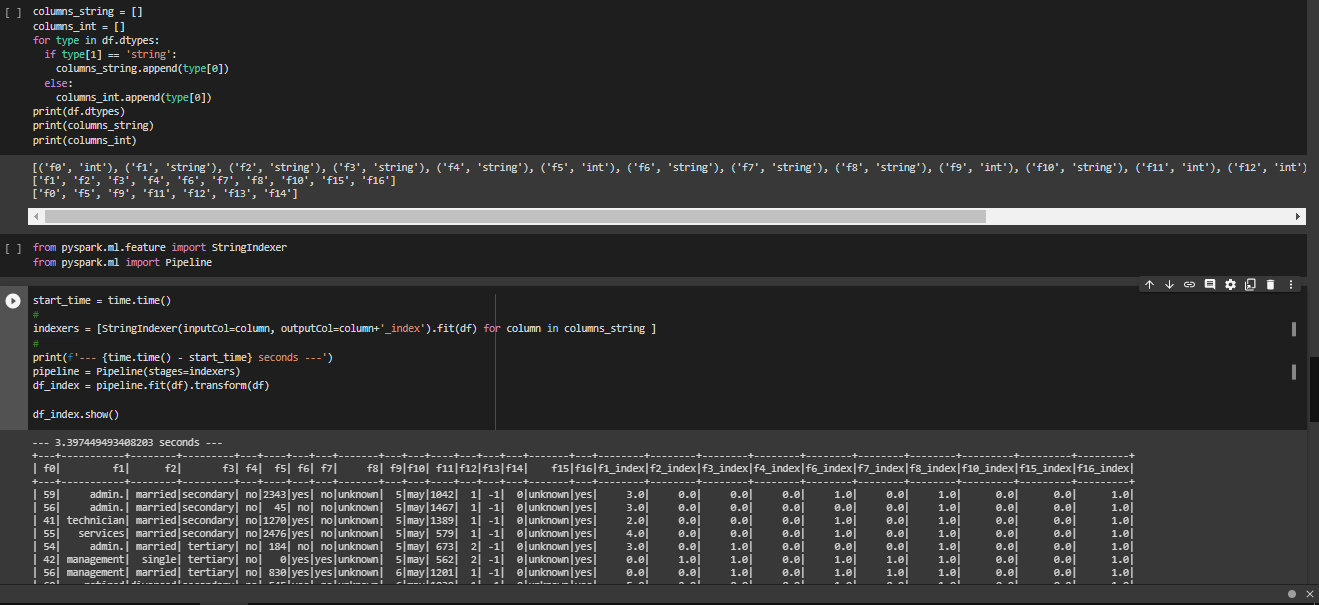 [ ] columns_string = []
columns_int = []
for type in df.dtypes:
  if type[1] == 'string':
    columns_string.append(type[0])
  else:
    columns_int.append(type[0])
print(df.dtypes)
print(columns_string)
print(columns_int)
[('f0', 'int'), ('f1', 'string'), ('f2', 'string'), ('f3', 'string'), ('f4', 'string'), ('f5', 'int'), ('f6', 'string'), ('f7', 'string'), ('f8', 'string'), ('f9', 'int'), ('f10', 'string'), ('f11', 'int'), ('f12', 'int')
['f1', 'f2', 'f3', 'f4', 'f6', 'f7', 'f8', 'f10', 'f15', 'f16']
['f0', 'f5', 'f9', 'f11', 'f12', 'f13', 'f14']
[ ] from pyspark.ml.feature import StringIndexer
from pyspark.ml import Pipeline
start_time = time.time()
#
indexers = [StringIndexer(inputCol=column, outputCol=column+'_index').fit(df) for column in columns_string ]
#
print(f'--- {time.time() - start_time} seconds ---')
pipeline = Pipeline(stages=indexers)
df_index = pipeline.fit(df).transform(df)
df_index.show()
--- 3.397449493408203 seconds ---
+---+-----------+--------+---------+---+----+---+---+-------+---+---+----+---+---+---+-------+---+--------+--------+--------+--------+--------+--------+--------+---------+---------+---------+
| f0|         f1|      f2|       f3| f4|  f5| f6| f7|     f8| f9|f10| f11|f12|f13|f14|    f15|f16|f1_index|f2_index|f3_index|f4_index|f6_index|f7_index|f8_index|f10_index|f15_index|f16_index|
+---+-----------+--------+---------+---+----+---+---+-------+---+---+----+---+---+---+-------+---+--------+--------+--------+--------+--------+--------+--------+---------+---------+---------+
| 59|     admin.| married|secondary| no|2343|yes| no|unknown|  5|may|1042|  1| -1|  0|unknown|yes|     3.0|     0.0|     0.0|     0.0|     1.0|     0.0|     1.0|      0.0|      0.0|      1.0|
| 56|     admin.| married|secondary| no|  45| no| no|unknown|  5|may|1467|  1| -1|  0|unknown|yes|     3.0|     0.0|     0.0|     0.0|     0.0|     0.0|     1.0|      0.0|      0.0|      1.0|
| 41| technician| married|secondary| no|1270|yes| no|unknown|  5|may|1389|  1| -1|  0|unknown|yes|     2.0|     0.0|     0.0|     0.0|     1.0|     0.0|     1.0|      0.0|      0.0|      1.0|
| 55|   services| married|secondary| no|2476|yes| no|unknown|  5|may| 579|  1| -1|  0|unknown|yes|     4.0|     0.0|     0.0|     0.0|     1.0|     0.0|     1.0|      0.0|      0.0|      1.0|
| 54|     admin.| married| tertiary| no| 184| no| no|unknown|  5|may| 673|  2| -1|  0|unknown|yes|     3.0|     0.0|     1.0|     0.0|     0.0|     0.0|     1.0|      0.0|      0.0|      1.0|
| 42| management|  single| tertiary| no|   0|yes|yes|unknown|  5|may| 562|  2| -1|  0|unknown|yes|     0.0|     1.0|     1.0|     0.0|     1.0|     1.0|     1.0|      0.0|      0.0|      1.0|
| 56| management| married| tertiary| no| 830|yes|yes|unknown|  6|may|1201|  1| -1|  0|unknown|yes|     0.0|     0.0|     1.0|     0.0|     1.0|     1.0|     1.0|      0.0|      0.0|      1.0|